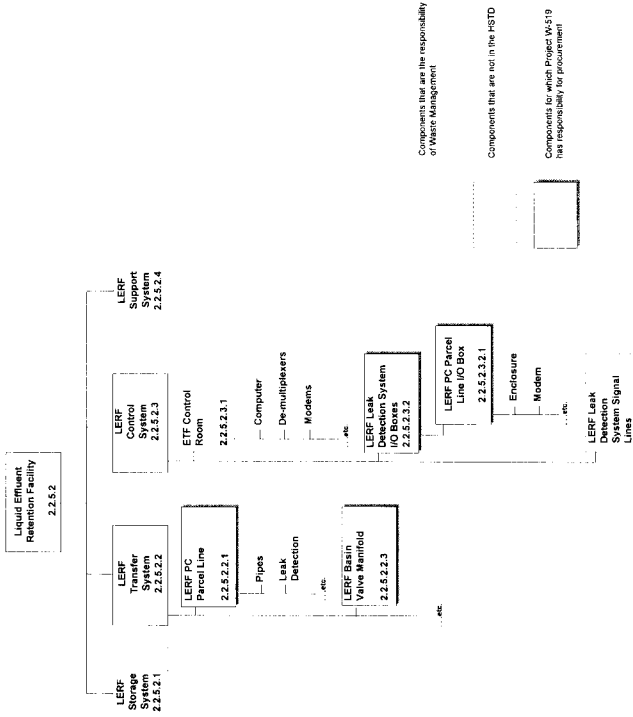 Liquid Effluent
Retention Facility
2.2.5.2
LERF
Storage
System
2.2.5.2.1
LERF
Transfer
System
2.2.5.2.2
LERF PC
Parcel Line
2.2.5.2.2.1
Pipes
Leak
Detection
...etc.
LERF Basin
Valve Manifold
2.2.5.2.2.3
...etc.
LERF
Control
System
2.2.5.2.3
ETF Control
Room
2.2.5.2.3.1
Computer
De-multiplexers
Modems
...etc.
LERF Leak
Detection System
I/O Boxes
2.2.5.2.3.2
LERF PC Parcel
Line I/O Box
2.2.5.2.3.2.1
Enclosure
Modem
...etc.
LERF Leak
Detection
System Signal
Lines
LERF
Support
System
2.2.5.2.4
Components that are the responsibility
of Waste Management
Components that are not in the HSTD
Components for which Project W-519
has responsibility for procurement